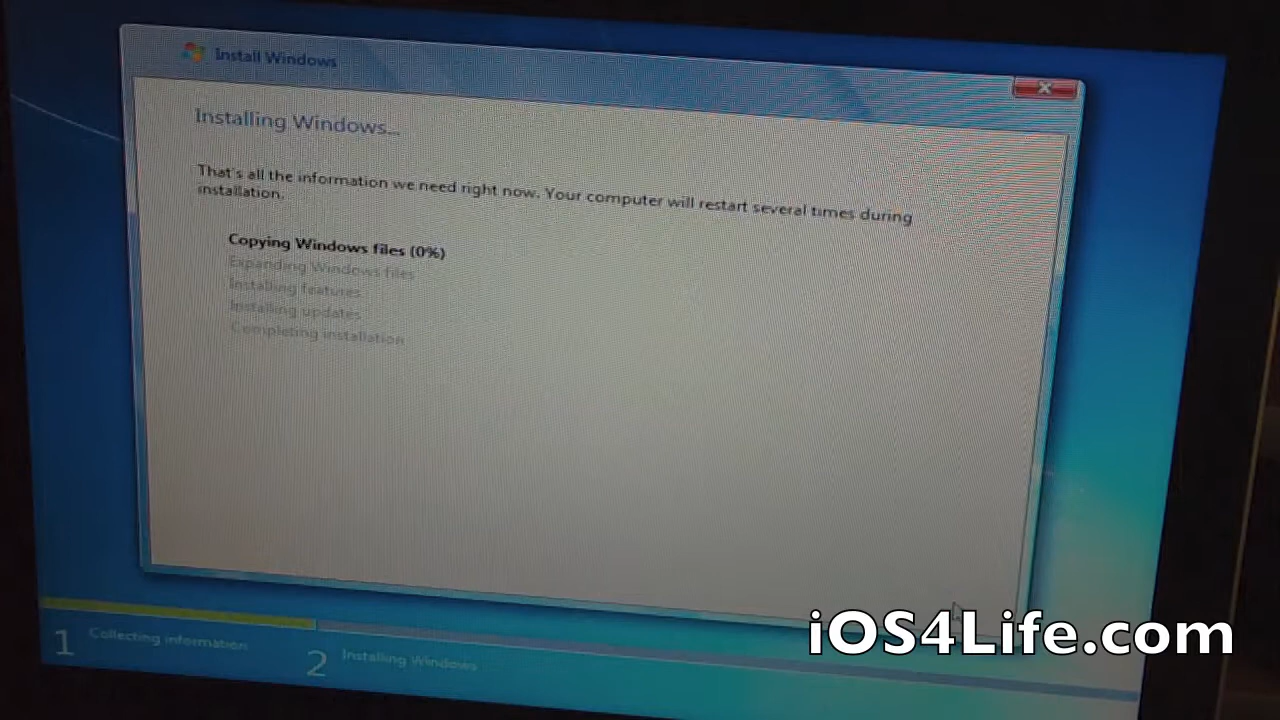 Install Windows
Installing Windows...
That's all the information we need right now. Your computer will restart several times during
installation.
Copying Windows files (0%)
Expanding Windows files
Installing features
Installing updates
Completing installation
1 Collecting information
2 Installing Windows
iOS4Life.com